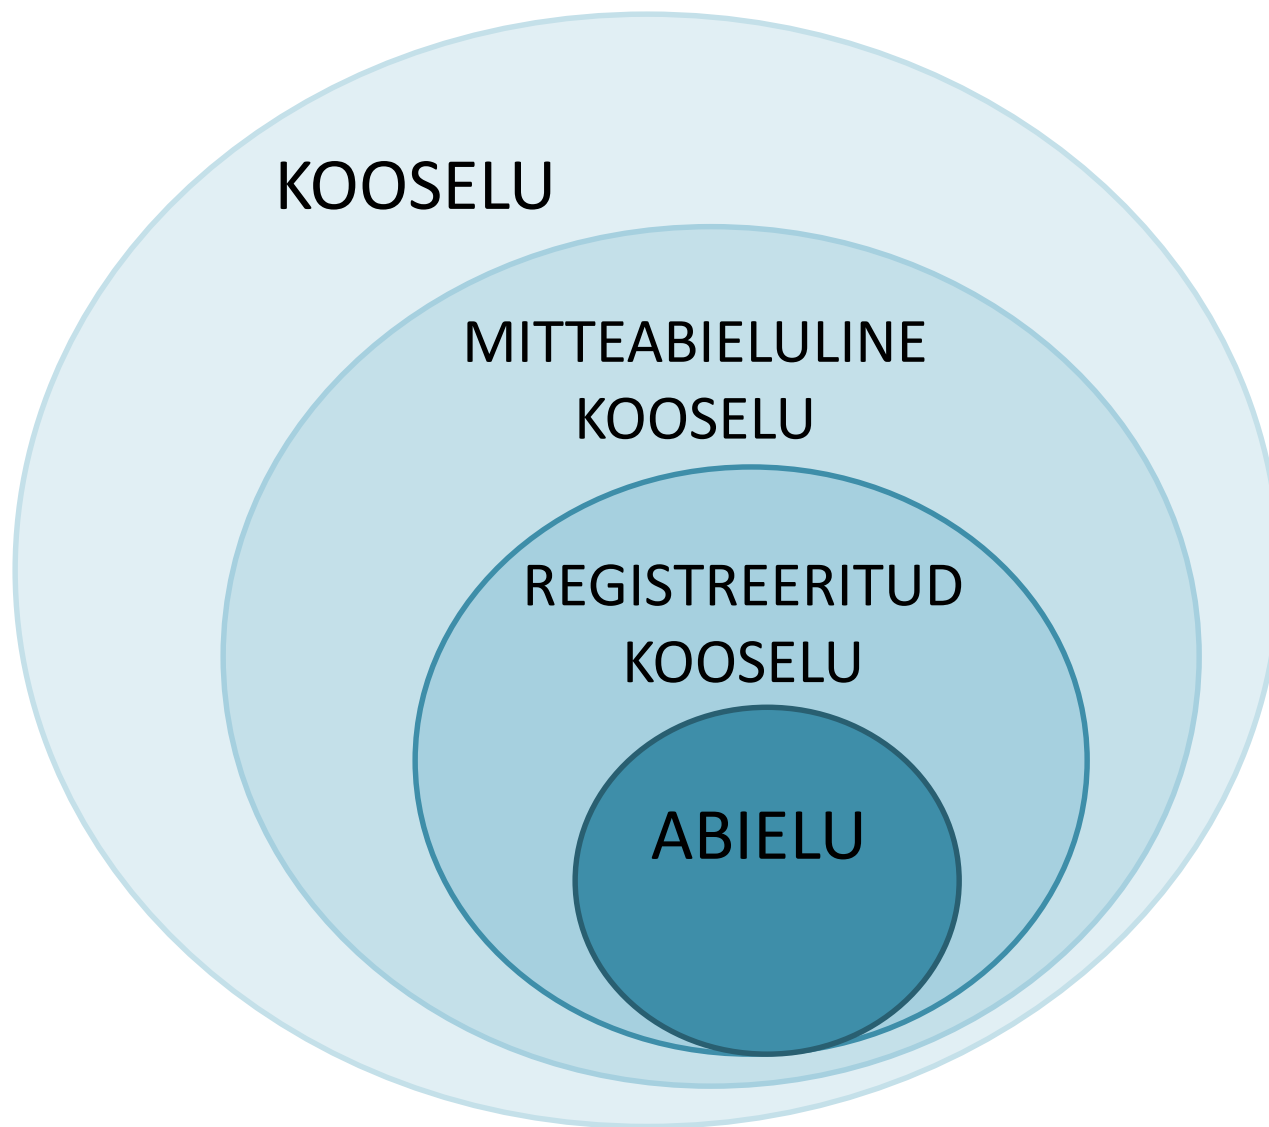 KOOSELU
MITTEABIELULINE
KOOSELU
REGISTREERITUD
KOOSELU
ABIELU